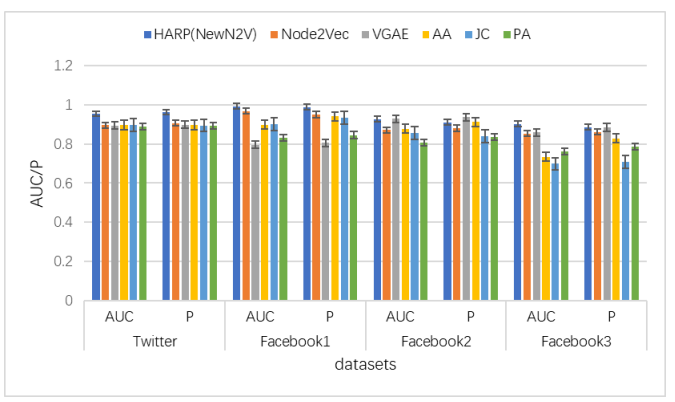 HARP(NewN2V) Node2Vec VGAE AA JC PA
1.2
1
0.8
0.6
0.4
0.2
0
AUC/P
AUC P AUC P AUC P AUC P
Twitter Facebook1 Facebook2 Facebook3
datasets